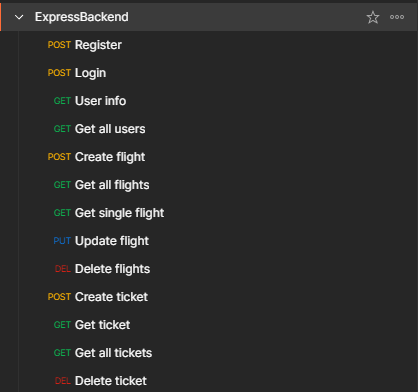 ExpressBackend
POST Register
POST Login
GET User info
GET Get all users
POST Create flight
GET Get all flights
GET Get single flight
PUT Update flight
DEL Delete flights
POST Create ticket
GET Get ticket
GET Get all tickets
DEL Delete ticket